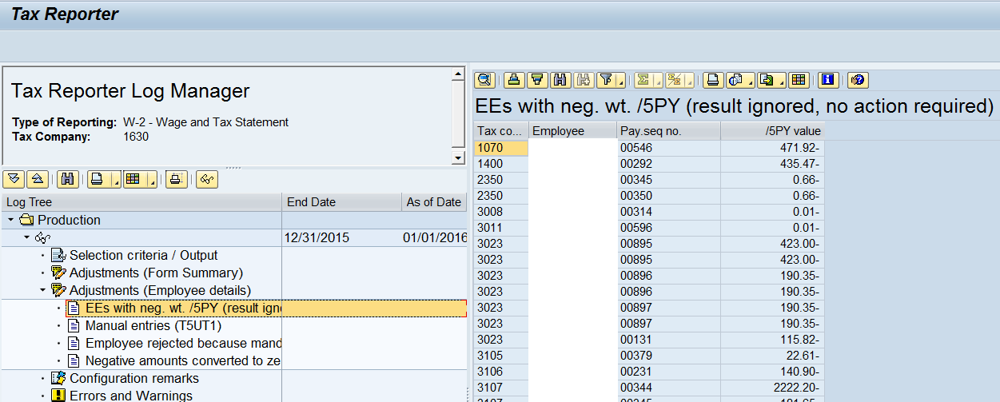 Tax Reporter
Tax Reporter Log Manager
Type of Reporting: W-2 - Wage and Tax Statement
Tax Company: 1630
Log Tree End Date As of Date
Production
12/31/2015 01/01/2016
Selection criteria / Output
Adjustments (Form Summary)
Adjustments (Employee details)
EEs with neg. wt. /5PY (result igno
Manual entries (T5UT1)
Employee rejected because mand
Negative amounts converted to ze
Configuration remarks
Errors and Warnings
EEs with neg. wt. /5PY (result ignored, no action required)
Tax co... Employee Pay.seq no. /5PY value
1070 00546 471.92-
1400 00292 435.47-
2350 00345 0.66-
2350 00350 0.66-
3008 00314 0.01-
3011 00596 0.01-
3023 00895 423.00-
3023 00895 423.00-
3023 00896 190.35-
3023 00896 190.35-
3023 00897 190.35-
3023 00897 190.35-
3023 00131 115.82-
3105 00379 22.61-
3106 00231 140.90-
3107 00344 2222.20-